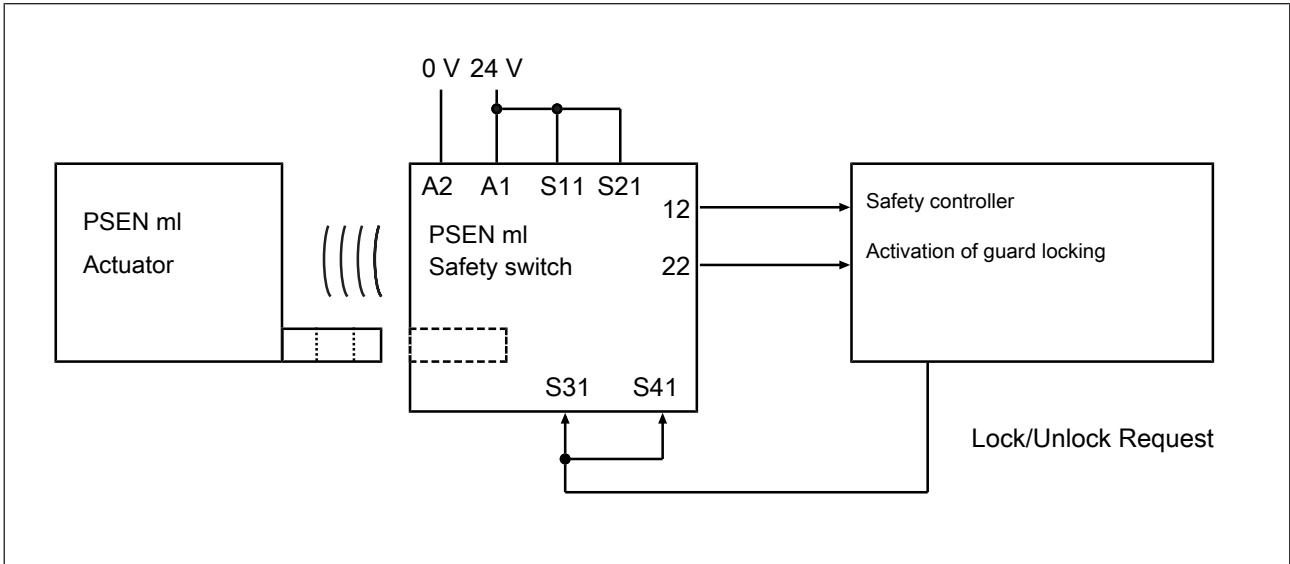 0 V 24 V
PSEN ml
Actuator
A2 A1 S11 S21
12
22
PSEN ml
Safety switch
S31 S41
Safety controller
Activation of guard locking
Lock/Unlock Request